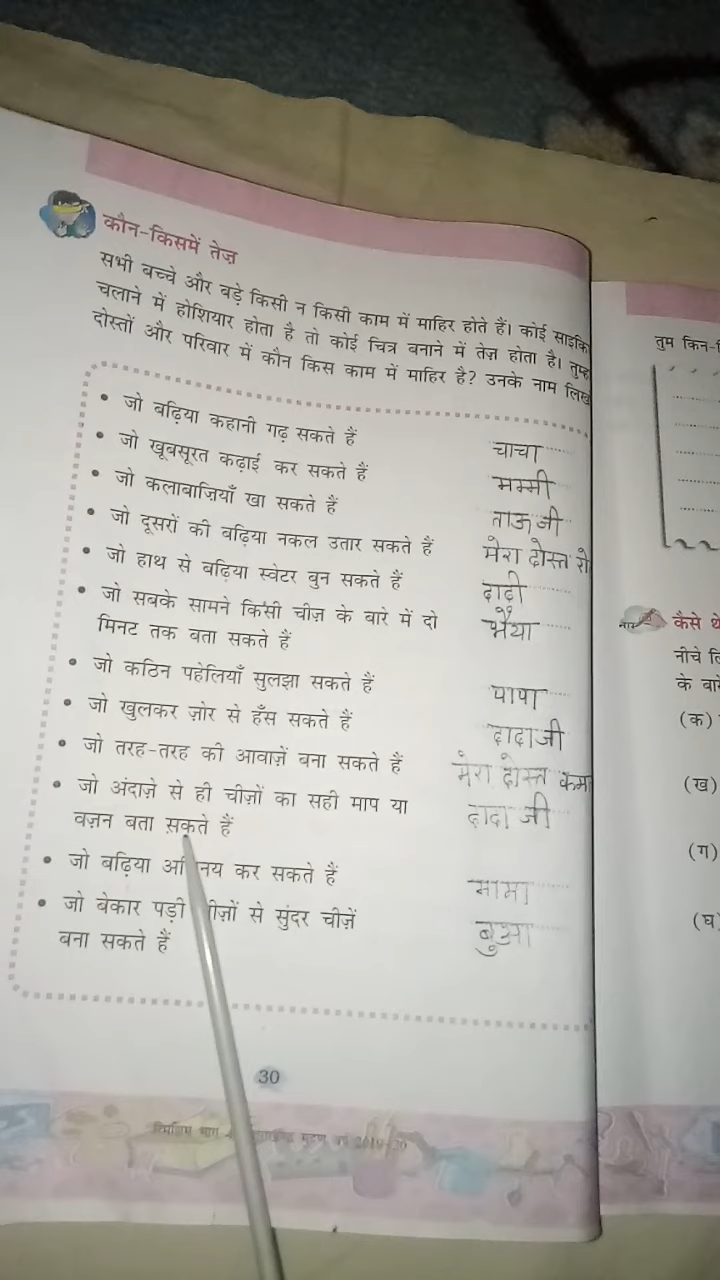 कौन-किसमें तेज़
सभी बच्चे और बड़े किसी न किसी काम में माहिर होते हैं। कोई
चलाने में होशियार होता है तो कोई चित्र बनाने में तेज़ होता है।
दोस्तों और परिवार में कौन किस काम में माहिर है? उनके नाम
• जो बढ़िया कहानी गढ़ सकते हैं चाचा
• जो खूबसूरत कढ़ाई कर सकते हैं मम्मी
• जो कलाबाज़ियाँ खा सकते हैं ताऊजी
• जो दूसरों की बढ़िया नकल उतार सकते हैं मेरा दोस्त
• जो हाथ से बढ़िया स्वेटर बुन सकते हैं दादी
• जो सबके सामने किसी चीज़ के बारे में दो भैया
मिनट तक बता सकते हैं
• जो कठिन पहेलियाँ सुलझा सकते हैं पापा
• जो खुलकर ज़ोर से हँस सकते हैं दादाजी
• जो तरह-तरह की आवाज़ें बना सकते हैं मेरा दोस्त
• जो अंदाज़े से ही चीज़ों का सही माप या दादा जी
वज़न बता सकते हैं
• जो बढ़िया कर सकते हैं मामा
• जो बेकार पड़ी से सुंदर चीज़ें बुआ
बना सकते हैं
30
तुम किन-
कैसे थे
नीचे
के
(क)
(ख)
(ग)
(घ)